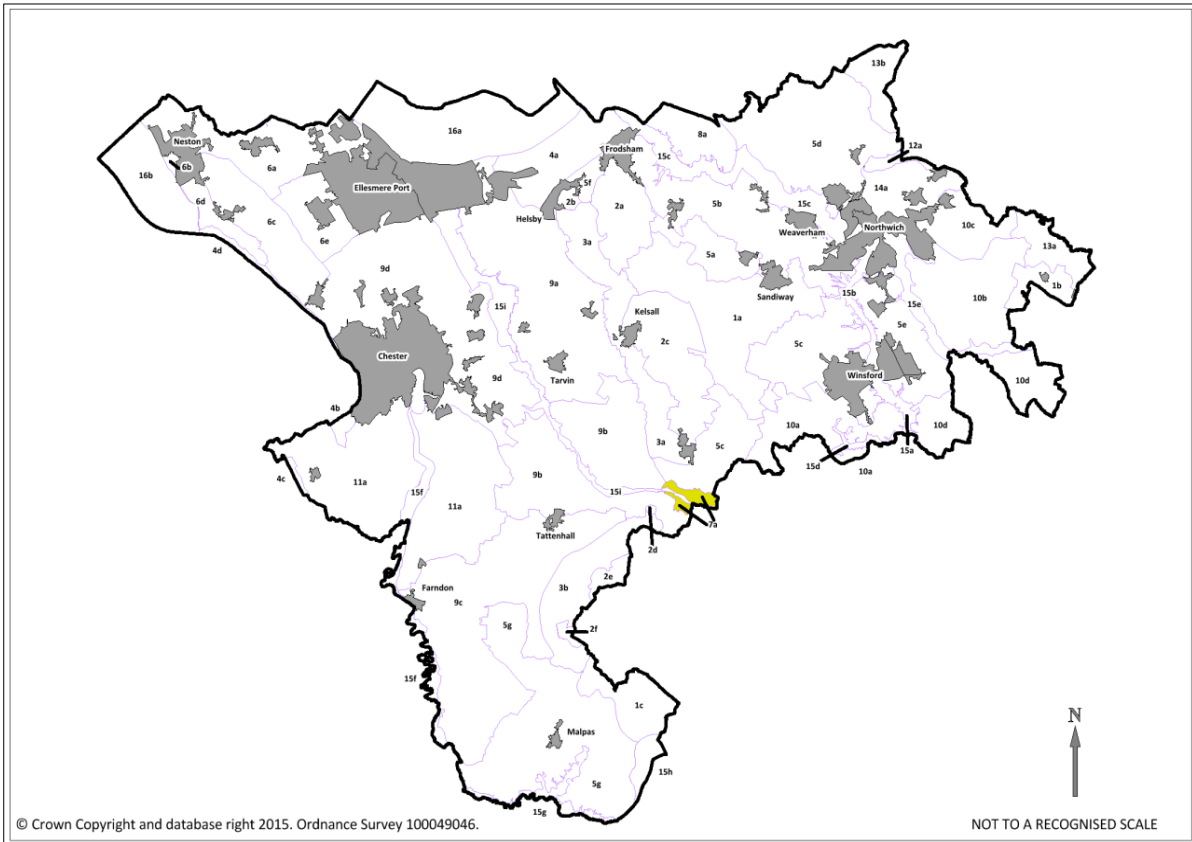 13b
16a
8a
5d
Neston
Frodsham
12a
4a
15c
6b
6a
16b
5f
14a
Ellesmere Port
2b
6d
2a
5b
15c
Helsby
6c
Weaverham
Northwich
10c
6e
3a
4d
13a
5a
9d
9a
1b
Sandiway
15b
10b
15i
15e
Kelsall
1a
5e
2c
5c
Chester
Winsford
9d
Tarvin
10d
4b
9b
3a
5c
10a
10d
15a
15d
10a
9b
4c
11a
15f
15i
11a
7a
Tattenhall
2d
2e
Farndon
3b
9c
5g
2f
15f
1c
N
Malpas
15h
5g
15g
© Crown Copyright and database right 2015. Ordnance Survey 100049046.
NOT TO A RECOGNISED SCALE